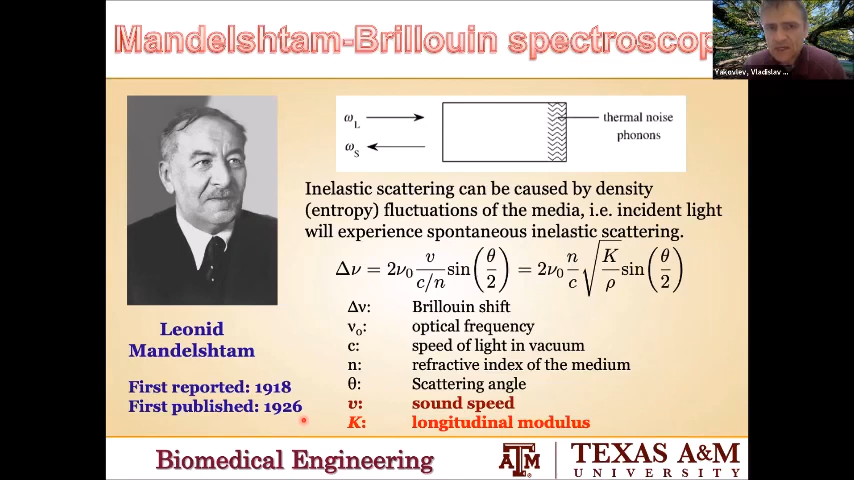 Mandelshtam-Brillouin spectroscop
Yakovlev, Vladislav ...
ω_L
ω_S
thermal noise
phonons
Inelastic scattering can be caused by density
(entropy) fluctuations of the media, i.e. incident light
will experience spontaneous inelastic scattering.
Δν = 2ν₀ v/(c/n) sin(θ/2) = 2ν₀ n/c √(K/ρ) sin(θ/2)
Δν: Brillouin shift
ν₀: optical frequency
c: speed of light in vacuum
n: refractive index of the medium
θ: Scattering angle
v: sound speed
K: longitudinal modulus
Leonid
Mandelshtam
First reported: 1918
First published: 1926
Biomedical Engineering
ATM
TEXAS A&M
UNIVERSITY